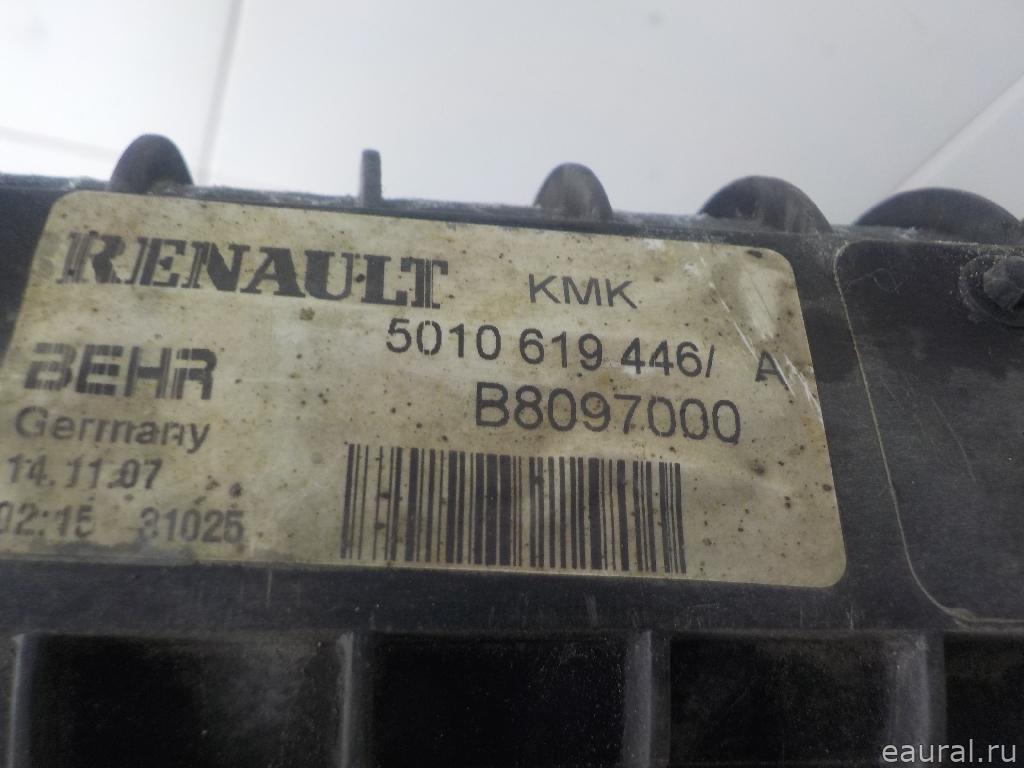 RENAULT KMK
5010 619 446/ A
BEHR
B8097000
Germany
14.11.07
02:15 31025
eaural.ru